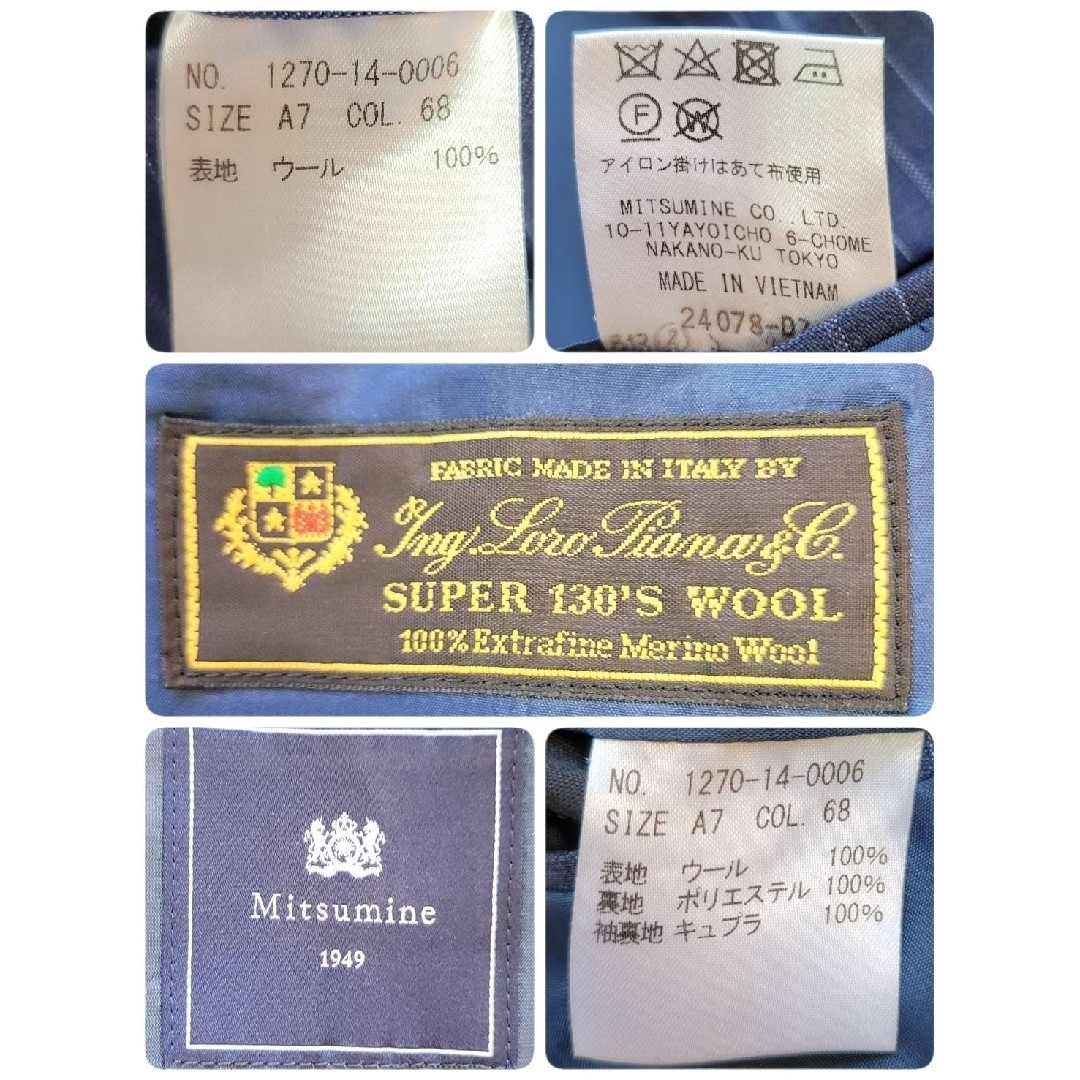 NO. 1270-14-0006
SIZE A7 COL. 68
表地 ウール 100%
F
W
アイロン掛けはあて布使用
MITSUMINE CO.,LTD.
10-11YAYOICHO 6-CHOME
NAKANO-KU TOKYO
MADE IN VIETNAM
24078-D7
FABRIC MADE IN ITALY BY
Ing. Loro Piana & C.
SUPER 130'S WOOL
100% Extrafine Merino Wool
Mitsumine
1949
NO. 1270-14-0006
SIZE A7 COL. 68
表地 ウール 100%
裏地 ポリエステル 100%
袖裏地 キュプラ 100%